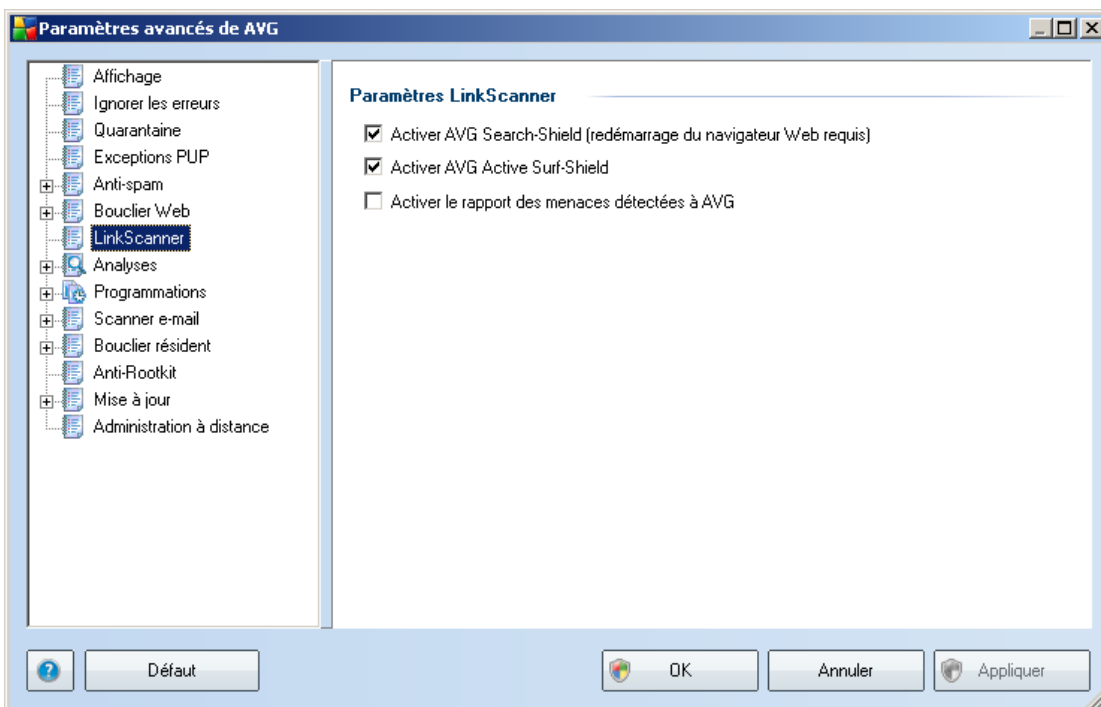 Paramètres avancés de AVG
Affichage
Ignorer les erreurs
Quarantaine
Exceptions PUP
Anti-spam
Bouclier Web
LinkScanner
Analyses
Programmations
Scanner e-mail
Bouclier résident
Anti-Rootkit
Mise à jour
Administration à distance
Paramètres LinkScanner
Activer AVG Search-Shield (redémarrage du navigateur Web requis)
Activer AVG Active Surf-Shield
Activer le rapport des menaces détectées à AVG
? Défaut OK Annuler Appliquer